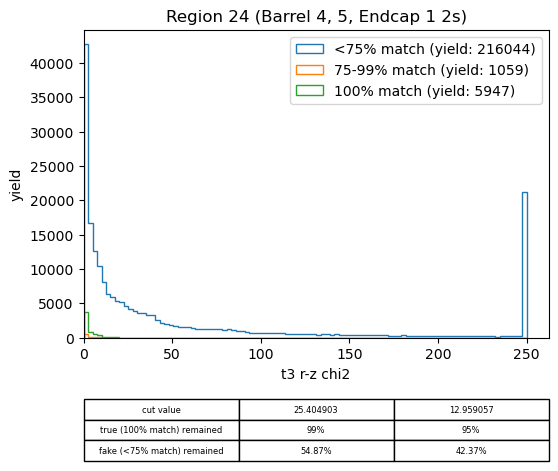 Region 24 (Barrel 4, 5, Endcap 1 2s)
<75% match (yield: 216044)
75-99% match (yield: 1059)
100% match (yield: 5947)
yield
40000
35000
30000
25000
20000
15000
10000
5000
0
0 50 100 150 200 250
t3 r-z chi2
cut value 25.404903 12.959057
true (100% match) remained 99% 95%
fake (<75% match) remained 54.87% 42.37%